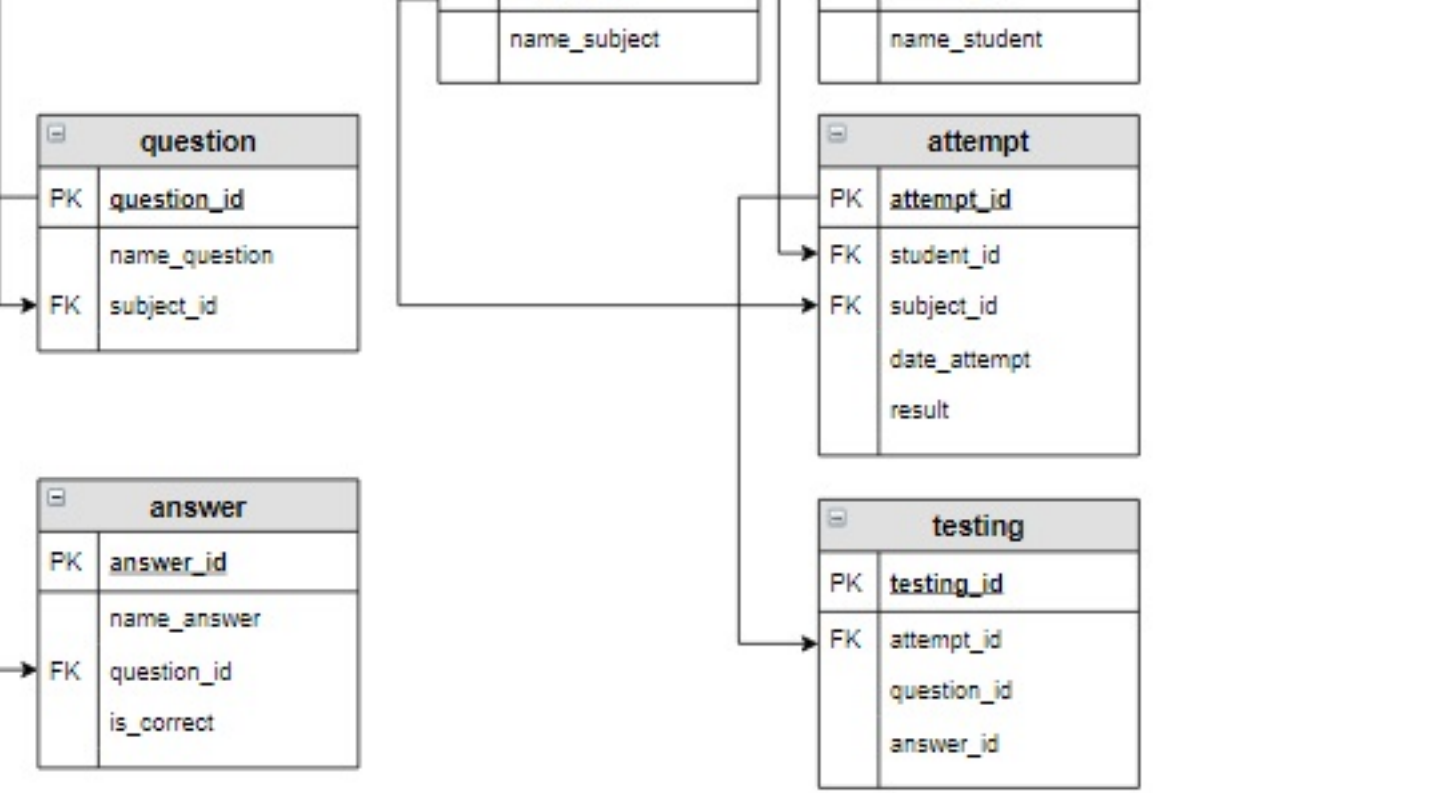 name_subject
name_student
question
PK question_id
name_question
FK subject_id
attempt
PK attempt_id
FK student_id
FK subject_id
date_attempt
result
answer
PK answer_id
name_answer
FK question_id
is_correct
testing
PK testing_id
FK attempt_id
question_id
answer_id